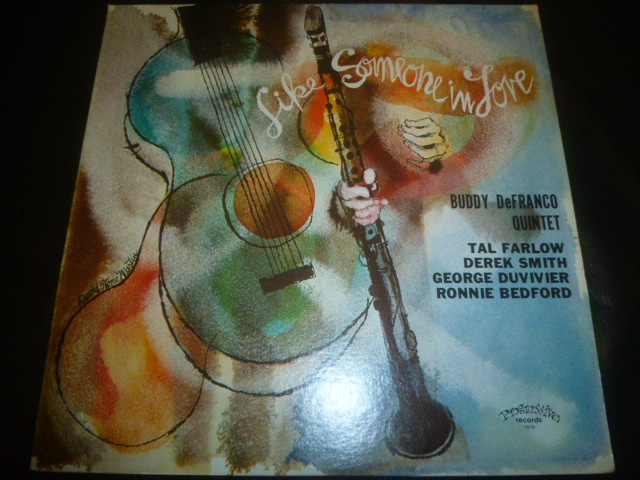 Like Someone in Love
BUDDY DeFRANCO
QUINTET
TAL FARLOW
DEREK SMITH
GEORGE DUVIVIER
RONNIE BEDFORD
Progressive
records